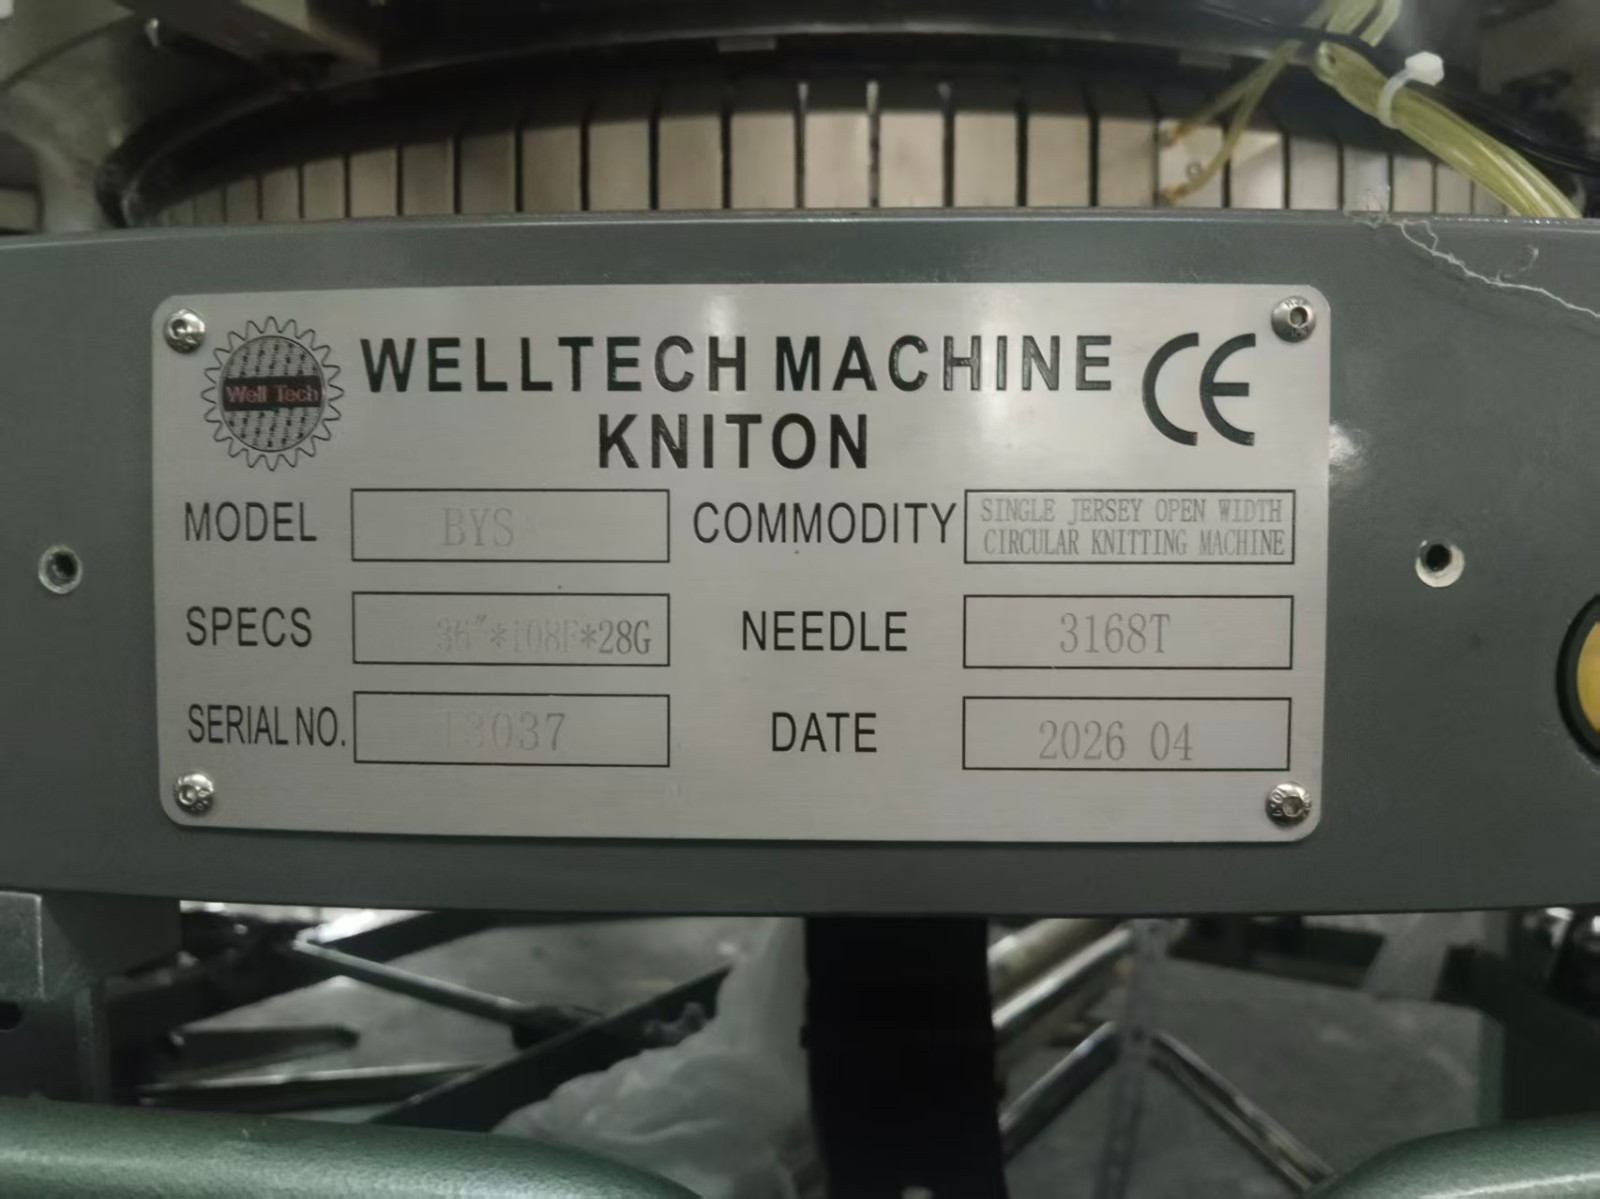 Well Tech
WELLTECH MACHINE
KNITON
CE
MODEL BYS
COMMODITY SINGLE JERSEY OPEN WIDTH
CIRCULAR KNITTING MACHINE
SPECS 36"*108F*28G
NEEDLE 3168T
SERIAL NO. 13037
DATE 2026 04